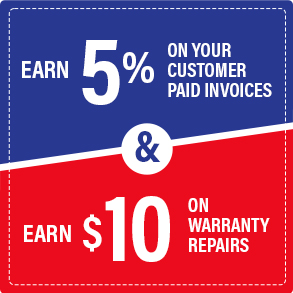 EARN 5% ON YOUR
CUSTOMER
PAID INVOICES
&
EARN $10 ON
WARRANTY
REPAIRS